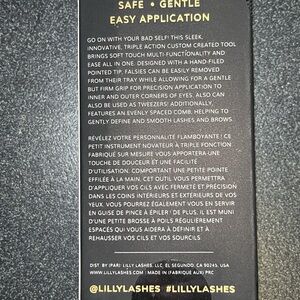 SAFE • GENTLE
EASY APPLICATION
GO ON WITH YOUR BAD SELF! THIS SLEEK,
INNOVATIVE, TRIPLE ACTION CUSTOM CREATED TOOL
BRINGS SOFT TOUCH MULTI-FUNCTIONALITY AND
EASE ALL IN ONE. DESIGNED WITH A HAND-FILED
POINTED TIP, FALSIES CAN BE EASILY REMOVED
FROM THEIR TRAY WHILE ALLOWING FOR A GENTLE
BUT FIRM GRIP FOR PRECISION APPLICATION TO
INNER AND OUTER CORNERS OF EYES. ALSO CAN
ALSO BE USED AS TWEEZERS! ADDITIONALLY,
FEATURES AN EVENLY SPACED COMB, HELPING TO
GENTLY DEFINE AND SMOOTH LASHES AND BROWS.
RÉVÉLEZ VOTRE PERSONNALITÉ FLAMBOYANTE! CE
PETIT INSTRUMENT NOVATEUR À TRIPLE FONCTION
FABRIQUÉ SUR MESURE VOUS APPORTERA UNE
TOUCHE DE DOUCEUR ET UNE FACILITÉ
D'UTILISATION. COMPORTANT UNE PETITE POINTE
EFFILÉE À LA MAIN, CET OUTIL VOUS PERMETTRA
D'APPLIQUER VOS CILS AVEC FERMETÉ ET PRÉCISION
DANS LES COINS INTÉRIEURS ET EXTÉRIEURS DE VOS
YEUX. VOUS POURREZ ÉGALEMENT VOUS EN SERVIR
EN GUISE DE PINCE À ÉPILER! DE PLUS, IL EST MUNI
D'UNE PETITE BROSSE À POILS RÉGULIÈREMENT
ESPACÉS QUI VOUS AIDERA À DÉFINIR ET À
REHAUSSER VOS CILS ET VOS SOURCILS
DIST. BY (PAR): LILLY LASHES, LLC, EL SEGUNDO, CA 90245, USA
WWW.LILLYLASHES.COM | MADE IN (FABRIQUE AUX) PRC
@LILLYLASHES #LILLYLASHES